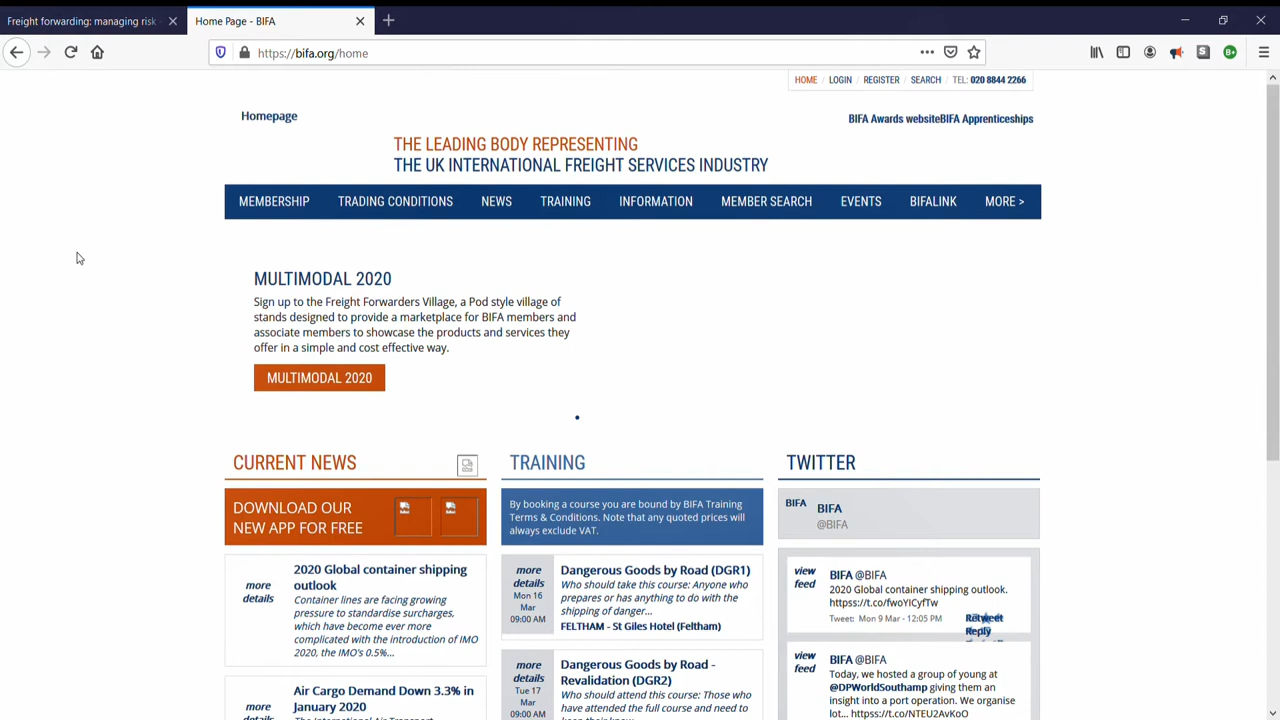 Freight forwarding: managing risk
Home Page - BIFA
https://bifa.org/home
HOME / LOGIN / REGISTER / SEARCH / TEL: 020 8844 2266
Homepage
BIFA Awards websiteBIFA Apprenticeships
THE LEADING BODY REPRESENTING
THE UK INTERNATIONAL FREIGHT SERVICES INDUSTRY
MEMBERSHIP TRADING CONDITIONS NEWS TRAINING INFORMATION MEMBER SEARCH EVENTS BIFALINK MORE >
MULTIMODAL 2020
Sign up to the Freight Forwarders Village, a Pod style village of
stands designed to provide a marketplace for BIFA members and
associate members to showcase the products and services they
offer in a simple and cost effective way.
MULTIMODAL 2020
CURRENT NEWS
DOWNLOAD OUR
NEW APP FOR FREE
more
details
2020 Global container shipping
outlook
Container lines are facing growing
pressure to standardise surcharges,
which have become ever more
complicated with the introduction of IMO
2020, the IMO's 0.5%...
more
details
Air Cargo Demand Down 3.3% in
January 2020
The International Air Transport
TRAINING
By booking a course you are bound by BIFA Training
Terms & Conditions. Note that any quoted prices will
always exclude VAT.
more
details
Mon 16
Mar
09:00 AM
Dangerous Goods by Road (DGR1)
Who should take this course: Anyone who
prepares or has anything to do with the
shipping of danger...
FELTHAM - St Giles Hotel (Feltham)
more
details
Tue 17
Mar
09:00 AM
Dangerous Goods by Road -
Revalidation (DGR2)
Who should attend this course: Those who
have attended the full course and need to
keep their know
TWITTER
BIFA
BIFA
@BIFA
view
feed
BIFA @BIFA
2020 Global container shipping outlook.
httpss://t.co/fwoYICyfTw
Tweet: Mon 9 Mar - 12:05 PM
Retweet
Reply
view
feed
BIFA @BIFA
Today, we hosted a group of young at
@DPWorldSouthamp giving them an
insight into a port operation. We organise
lot... httpss://t.co/NTEU2AvKoO